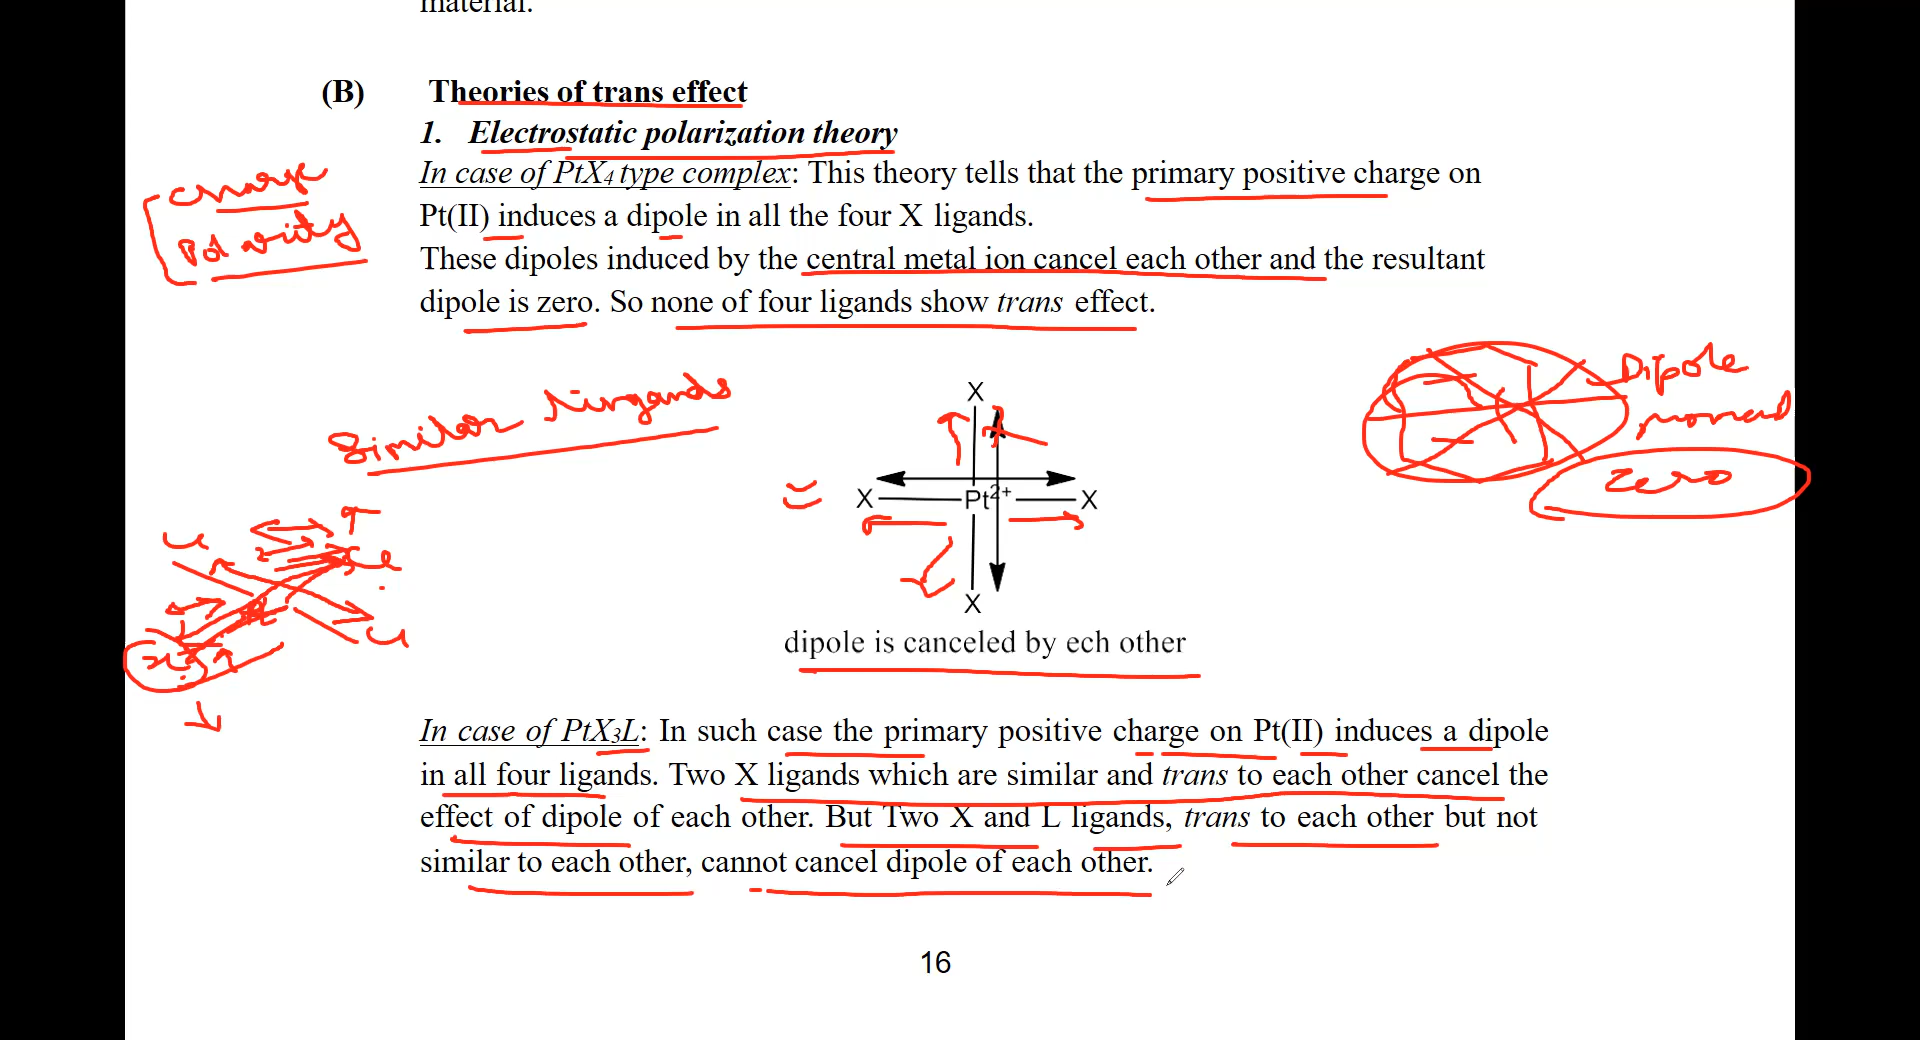 material.
(B) Theories of trans effect
1. Electrostatic polarization theory
In case of PtX4 type complex: This theory tells that the primary positive charge on
Pt(II) induces a dipole in all the four X ligands.
charge
Polarity
These dipoles induced by the central metal ion cancel each other and the resultant
dipole is zero. So none of four ligands show trans effect.
Dipole
X
Similar
zero
X Pt2+ X
X
dipole is canceled by ech other
In case of PtX3L: In such case the primary positive charge on Pt(II) induces a dipole
in all four ligands. Two X ligands which are similar and trans to each other cancel the
effect of dipole of each other. But Two X and L ligands, trans to each other but not
similar to each other, cannot cancel dipole of each other.
16